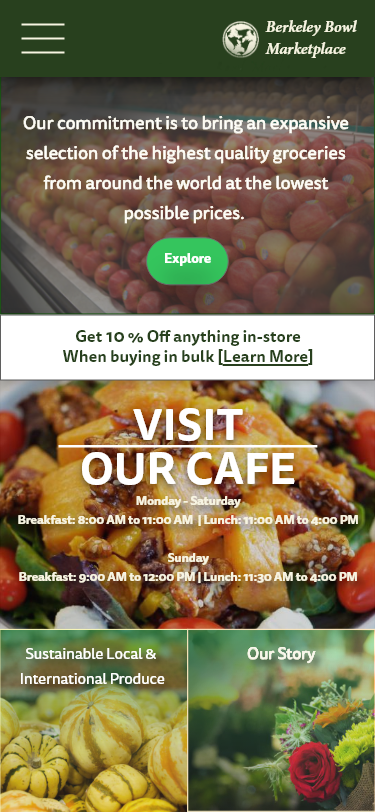 Berkeley Bowl
Marketplace
Our commitment is to bring an expansive
selection of the highest quality groceries
from around the world at the lowest
possible prices.
Explore
Get 10 % Off anything in-store
When buying in bulk [Learn More]
VISIT
OUR CAFE
Monday - Saturday
Breakfast: 8:00 AM to 11:00 AM | Lunch: 11:00 AM to 4:00 PM
Sunday
Breakfast: 9:00 AM to 12:00 PM | Lunch: 11:30 AM to 4:00 PM
Sustainable Local &
International Produce
Our Story